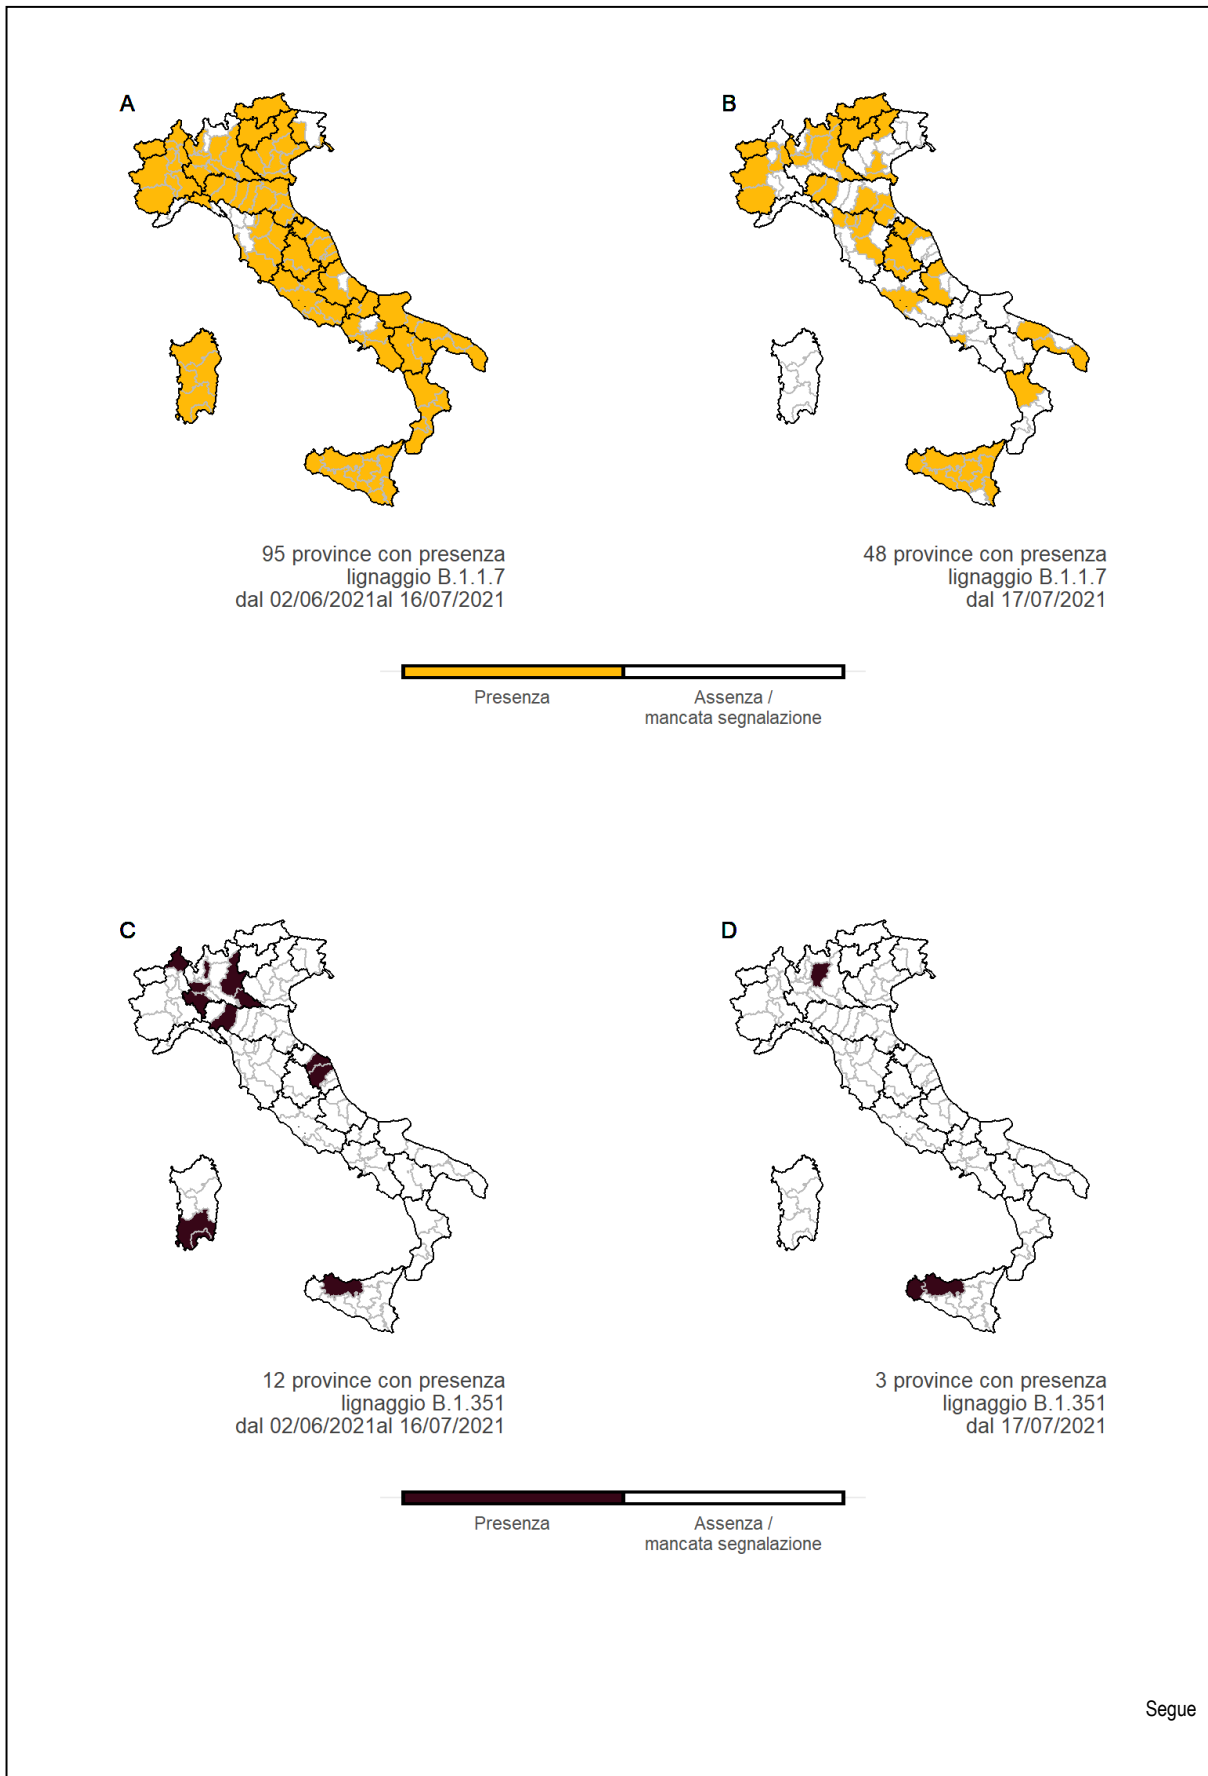 A
B
95 province con presenza
lignaggio B.1.1.7
dal 02/06/2021al 16/07/2021
48 province con presenza
lignaggio B.1.1.7
dal 17/07/2021
Presenza
Assenza /
mancata segnalazione
C
D
12 province con presenza
lignaggio B.1.351
dal 02/06/2021al 16/07/2021
3 province con presenza
lignaggio B.1.351
dal 17/07/2021
Presenza
Assenza /
mancata segnalazione
Segue